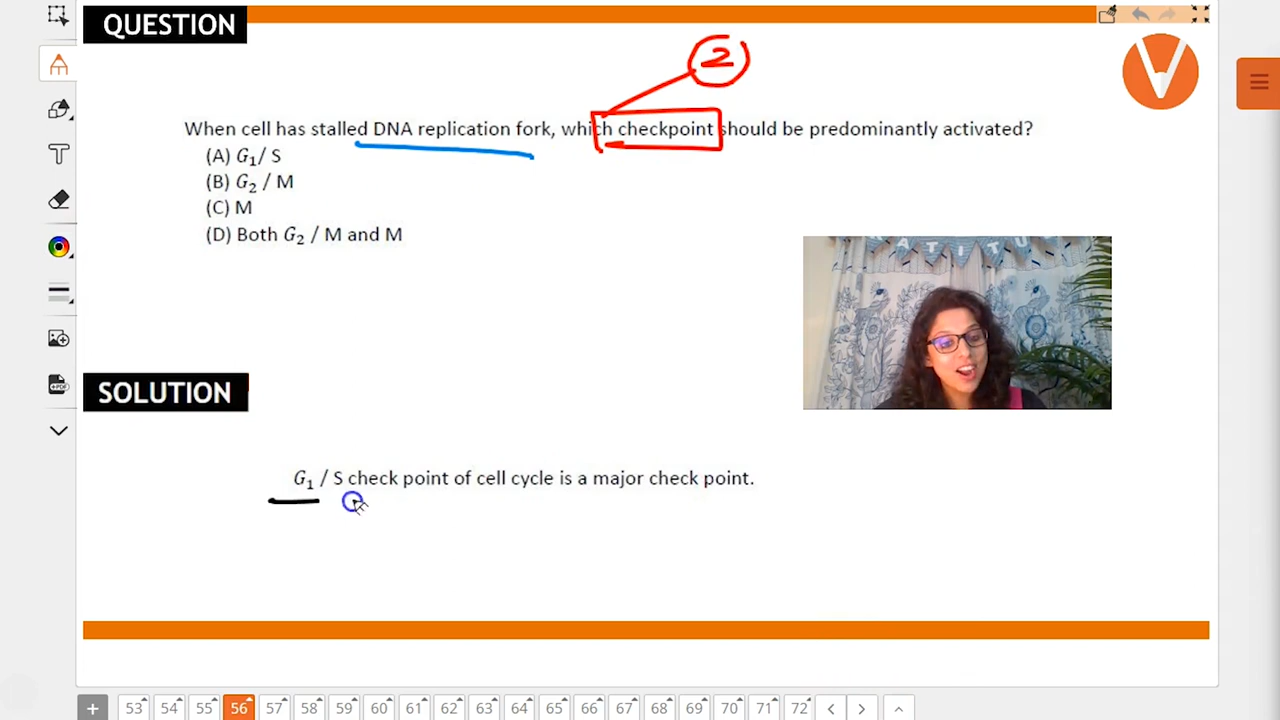 QUESTION
②
When cell has stalled DNA replication fork, which checkpoint should be predominantly activated?
(A) G₁/ S
(B) G₂ / M
(C) M
(D) Both G₂ / M and M
SOLUTION
G₁ / S check point of cell cycle is a major check point.
53 54 55 56 57 58 59 60 61 62 63 64 65 66 67 68 69 70 71 72